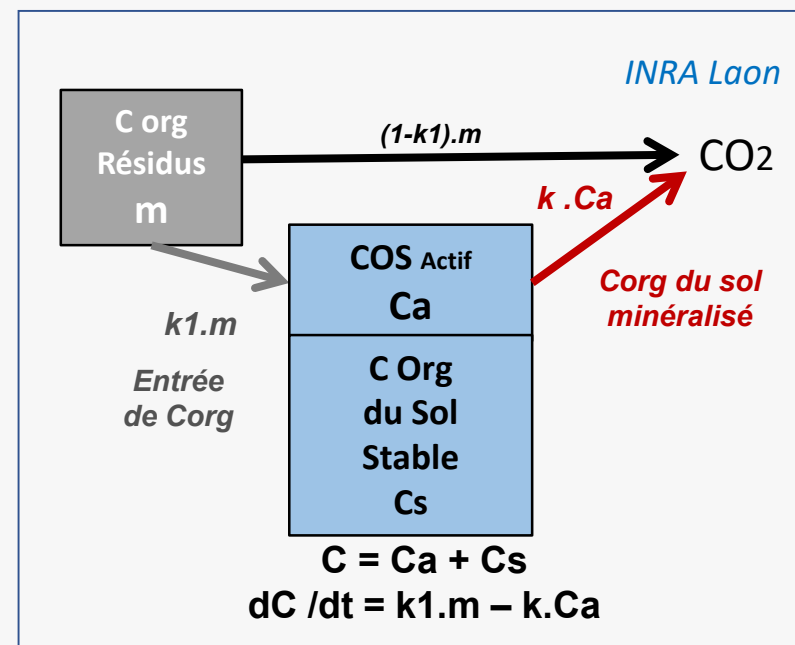 INRA Laon
C org
Résidus
m
(1-k1).m
CO2
k .Ca
COS Actif
Ca
Corg du sol
minéralisé
k1.m
Entrée
de Corg
C Org
du Sol
Stable
Cs
C = Ca + Cs
dC /dt = k1.m – k.Ca